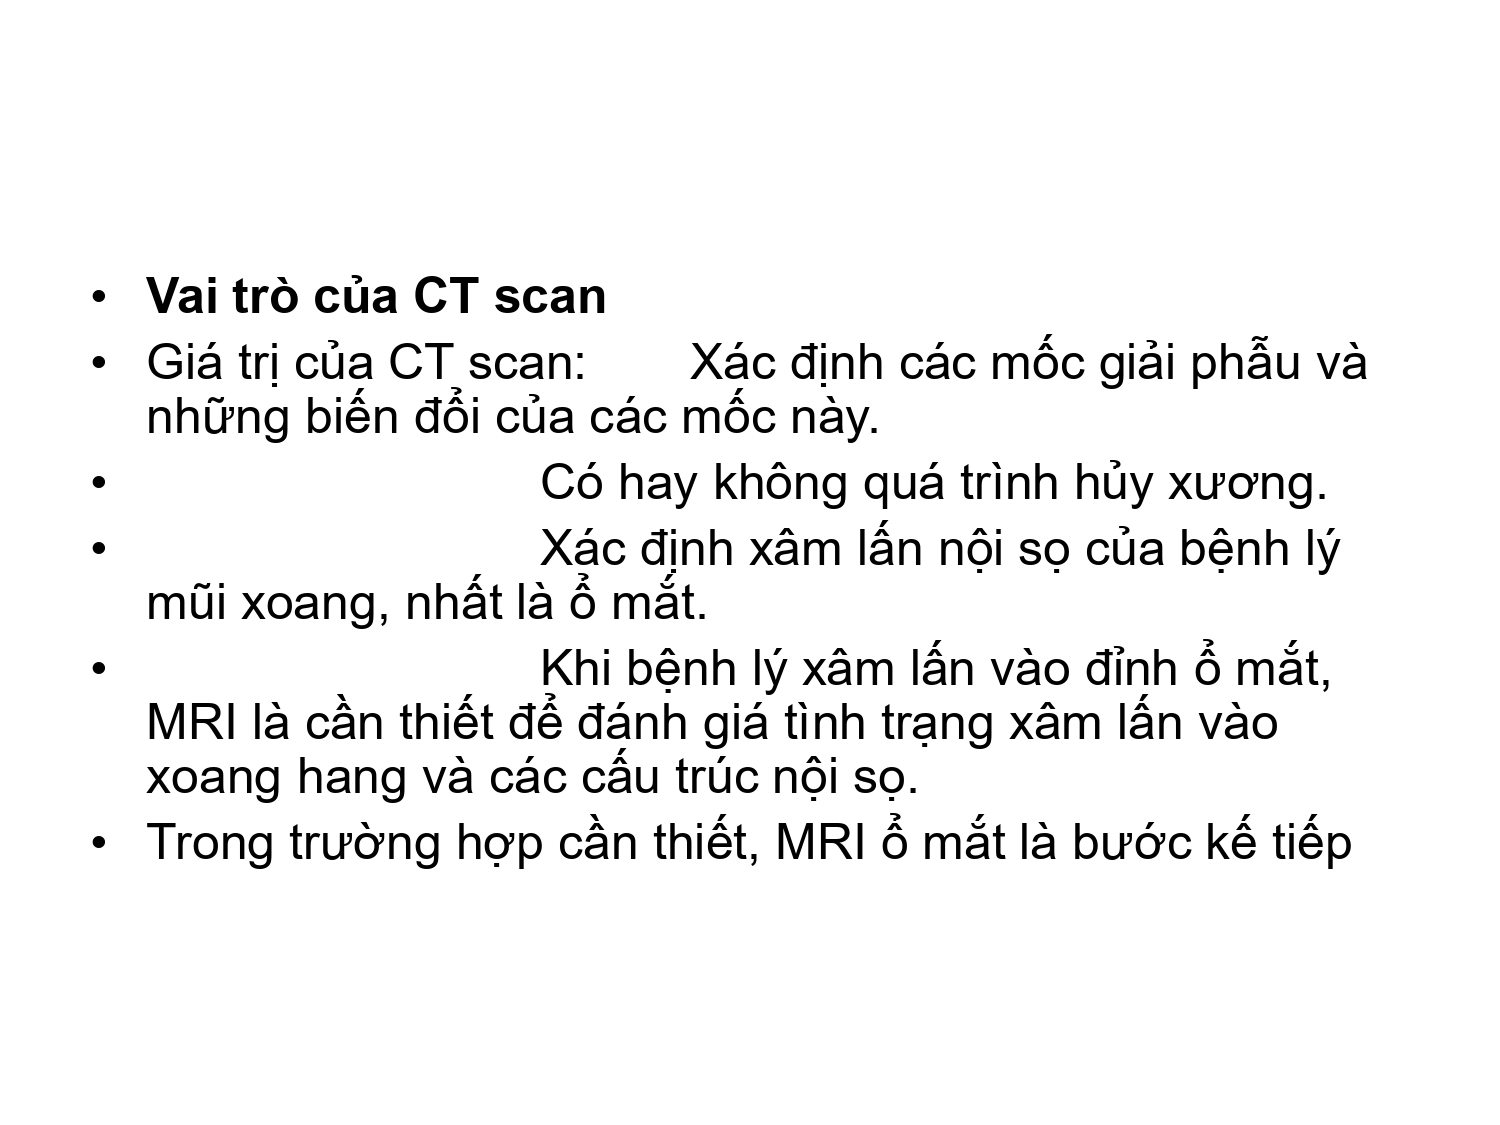 • Vai trò của CT scan
• Giá trị của CT scan: Xác định các mốc giải phẫu và
những biến đổi của các mốc này.
• Có hay không quá trình hủy xương.
• Xác định xâm lấn nội sọ của bệnh lý
mũi xoang, nhất là ổ mắt.
• Khi bệnh lý xâm lấn vào đỉnh ổ mắt,
MRI là cần thiết để đánh giá tình trạng xâm lấn vào
xoang hang và các cấu trúc nội sọ.
• Trong trường hợp cần thiết, MRI ổ mắt là bước kế tiếp